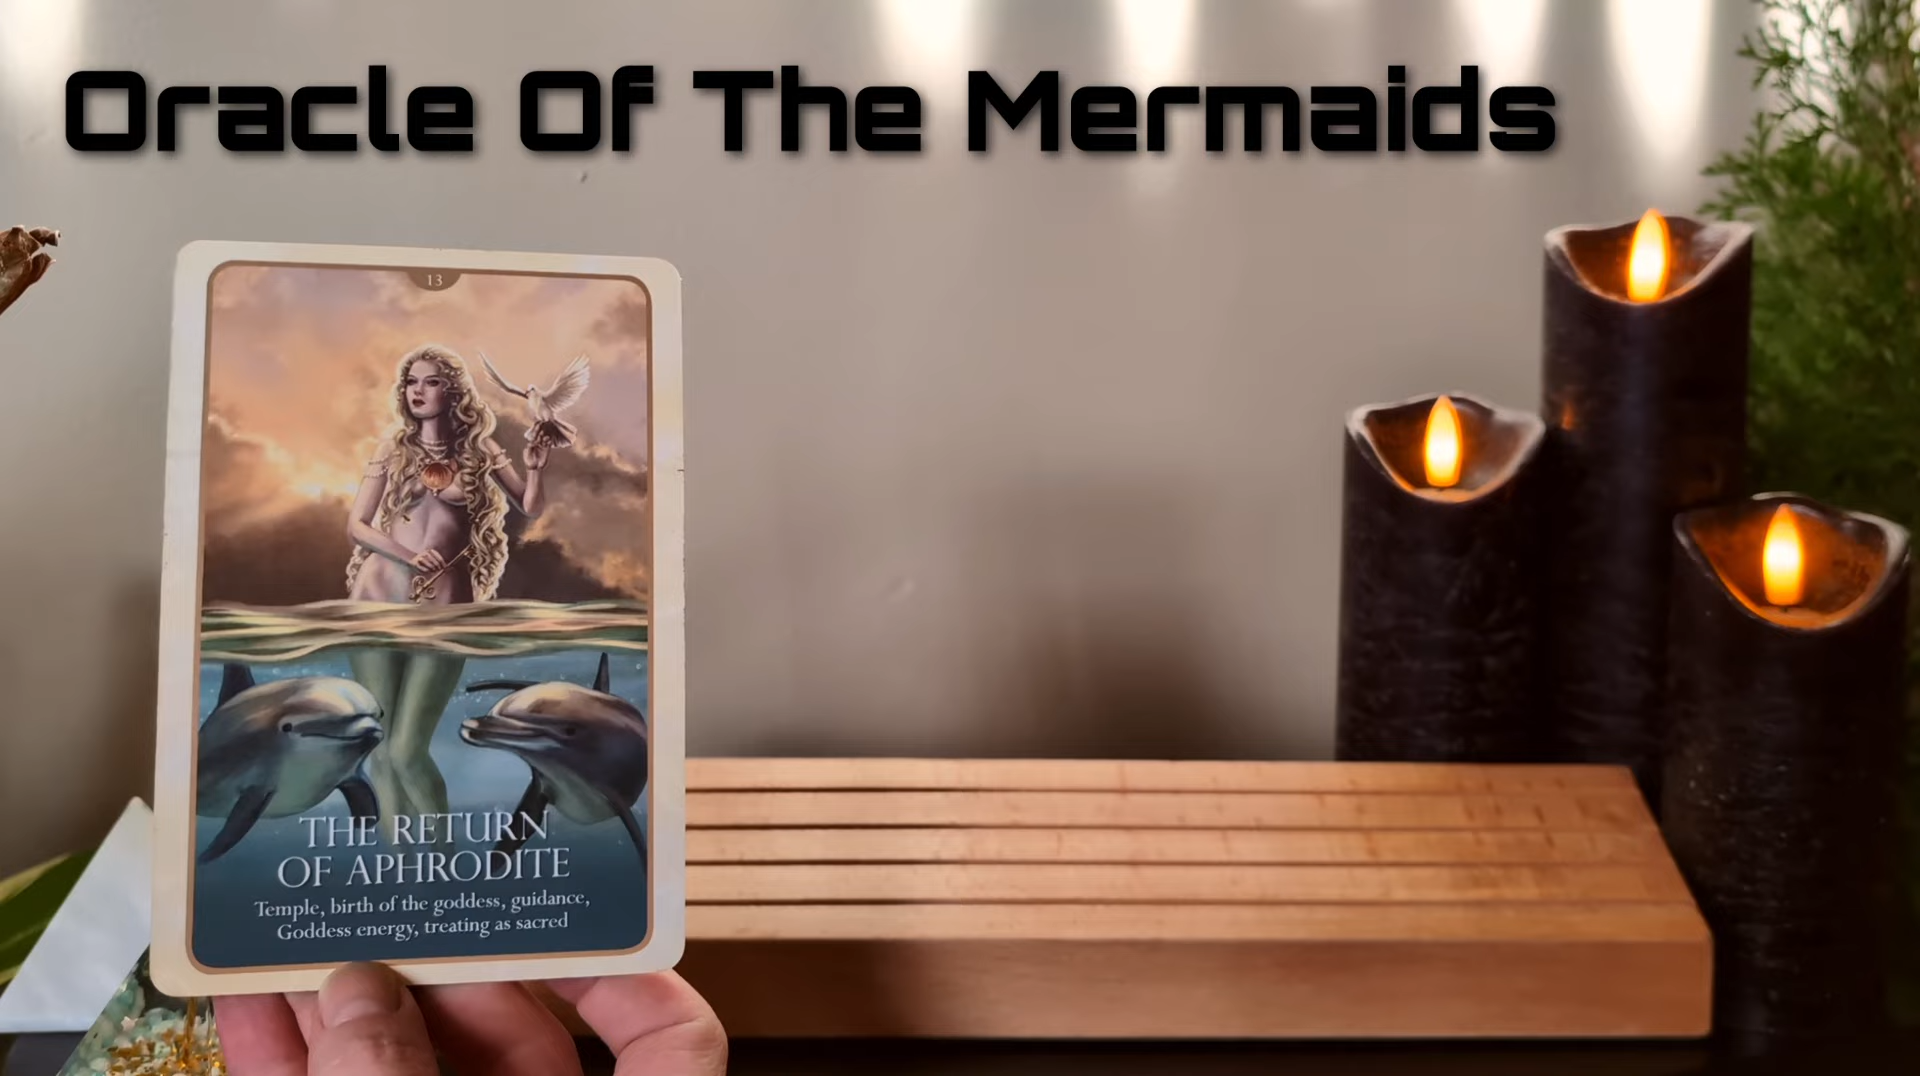 Oracle Of The Mermaids
13
THE RETURN
OF APHRODITE
Temple, birth of the goddess, guidance,
Goddess energy, treating as sacred